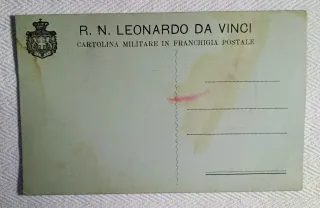 R. N. LEONARDO DA VINCI
CARTOLINA MILITARE IN FRANCHIGIA POSTALE